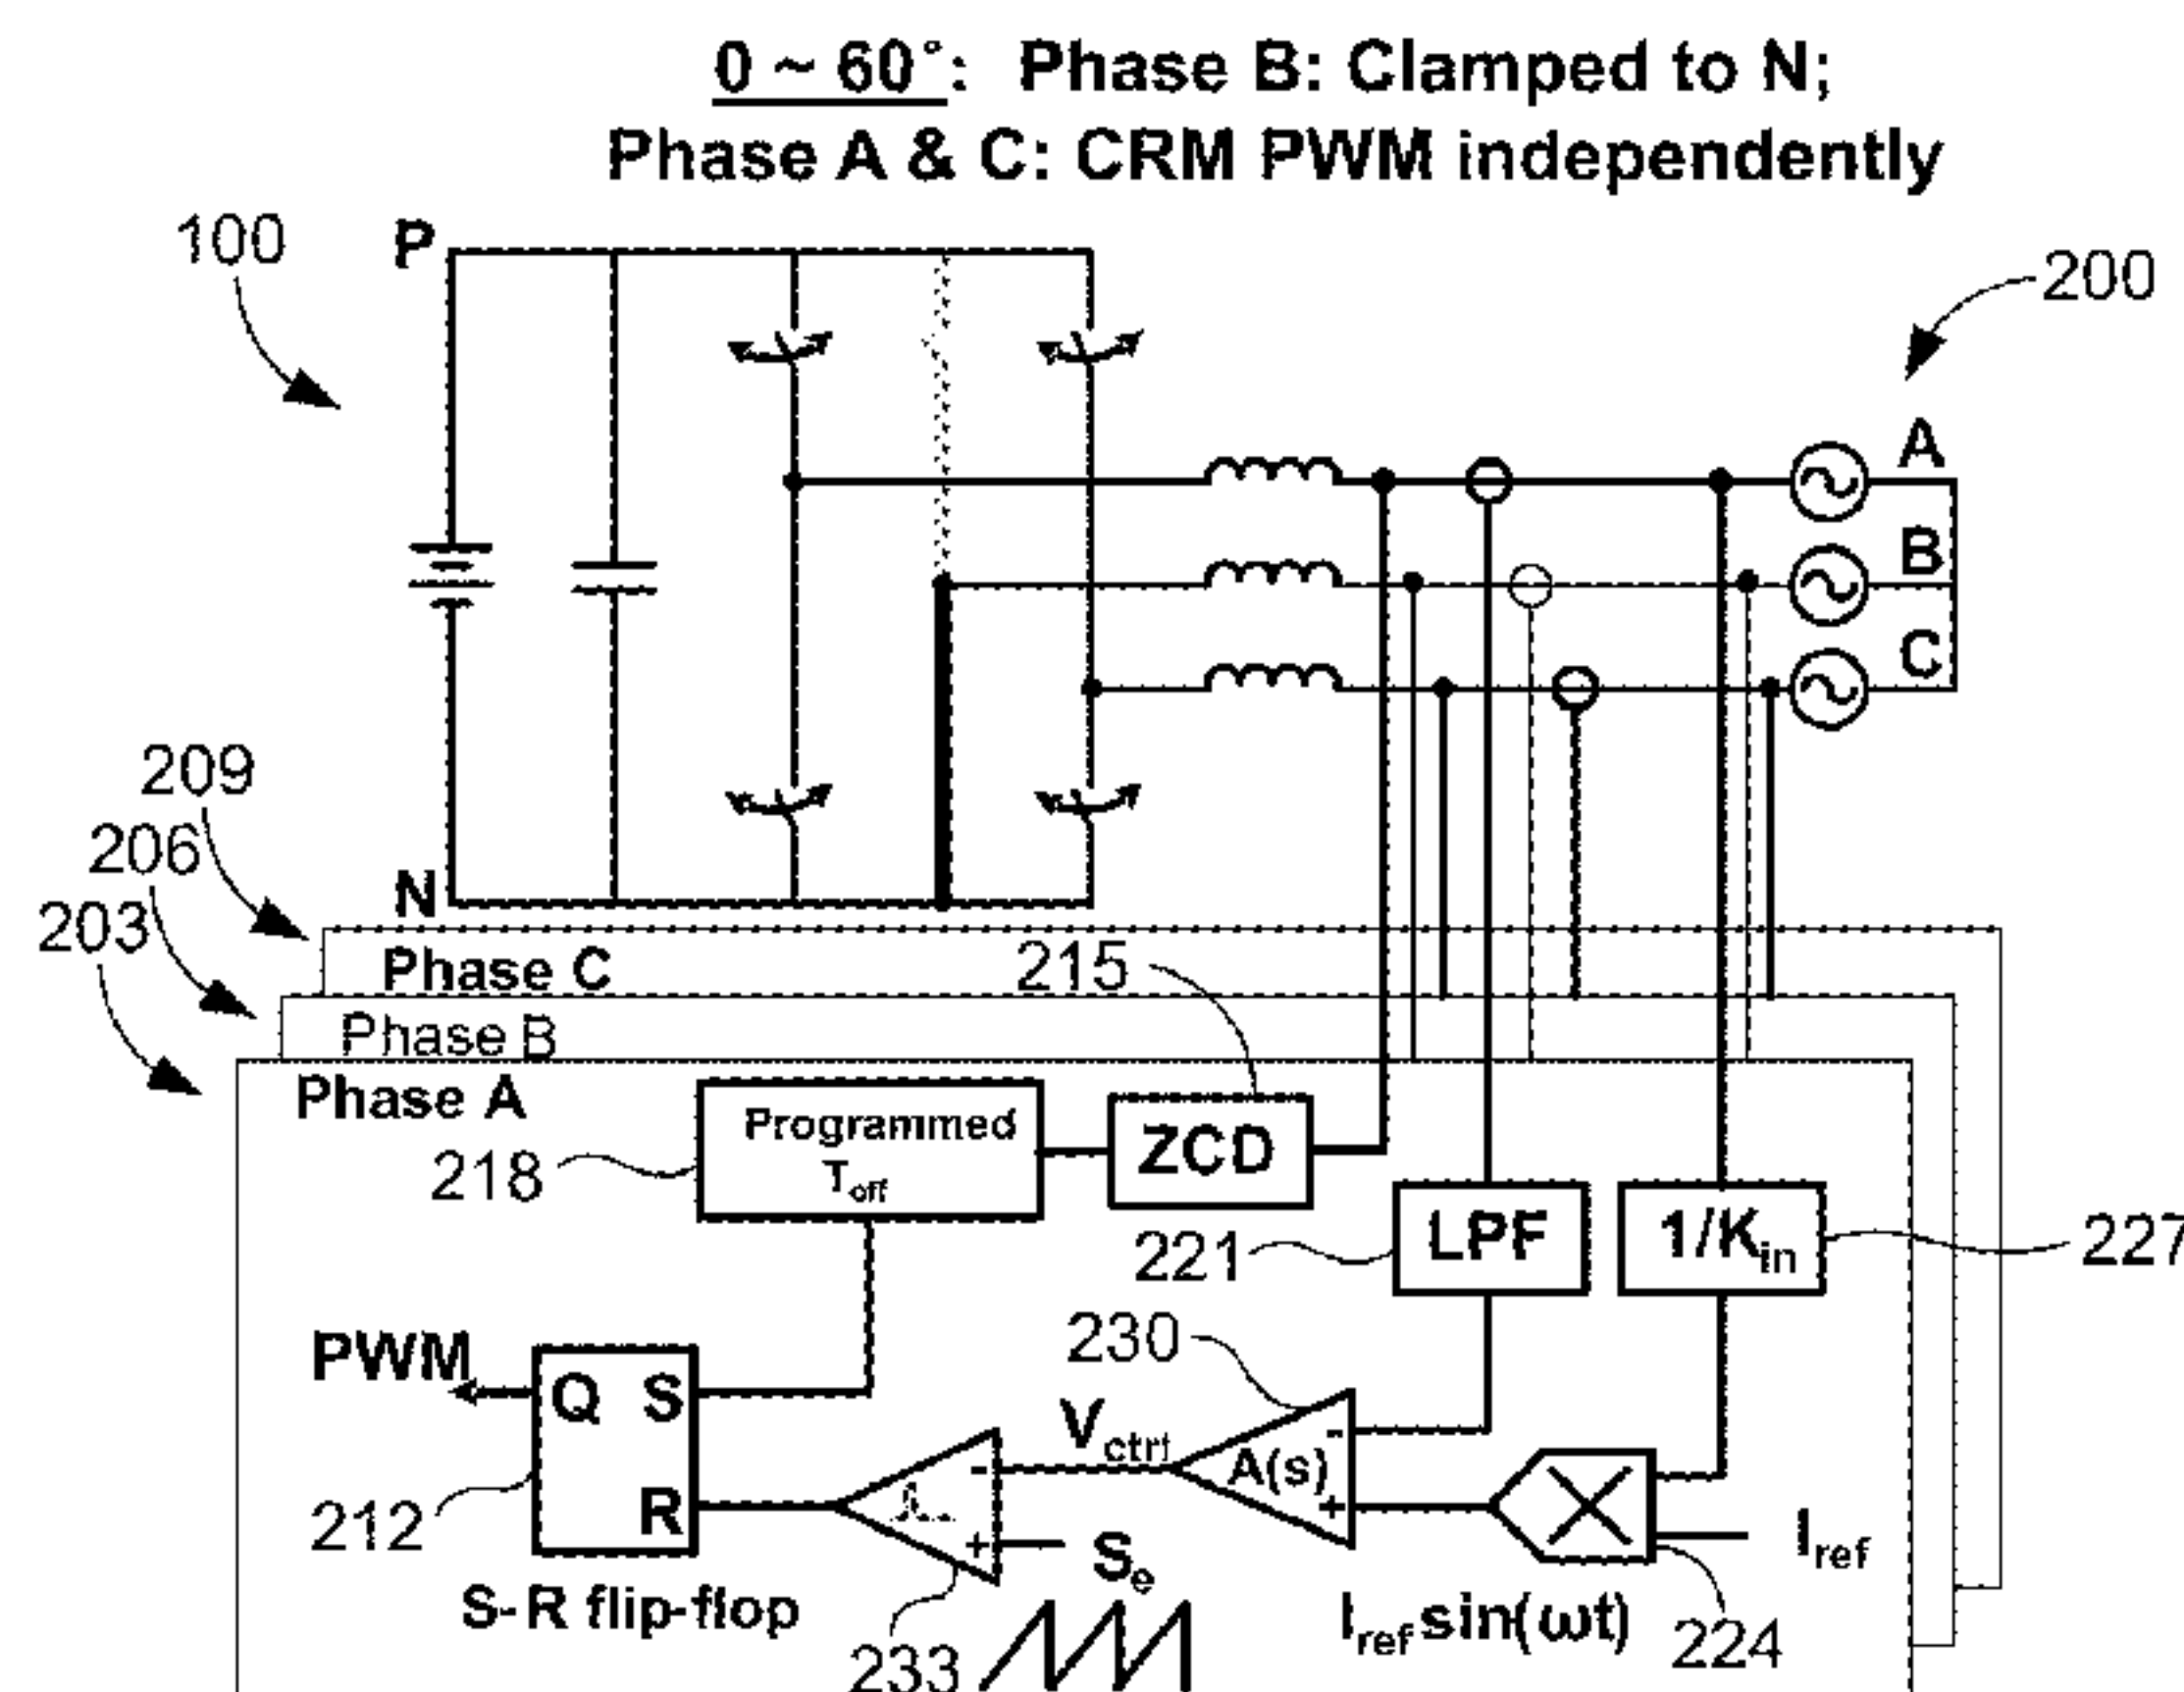 0 ~ 60°: Phase B: Clamped to N;
Phase A & C: CRM PWM independently
100
P
200
A
B
C
209
206
203
N
Phase C
215
Phase B
Phase A
Programmed
Toff
ZCD
218
LPF
1/Kin
221
227
230
PWM
Q
S
Vctrl
-
A(s)
-
R
+
212
+
Se
Iref
S-R flip-flop
Iref sin(ωt)
224
233